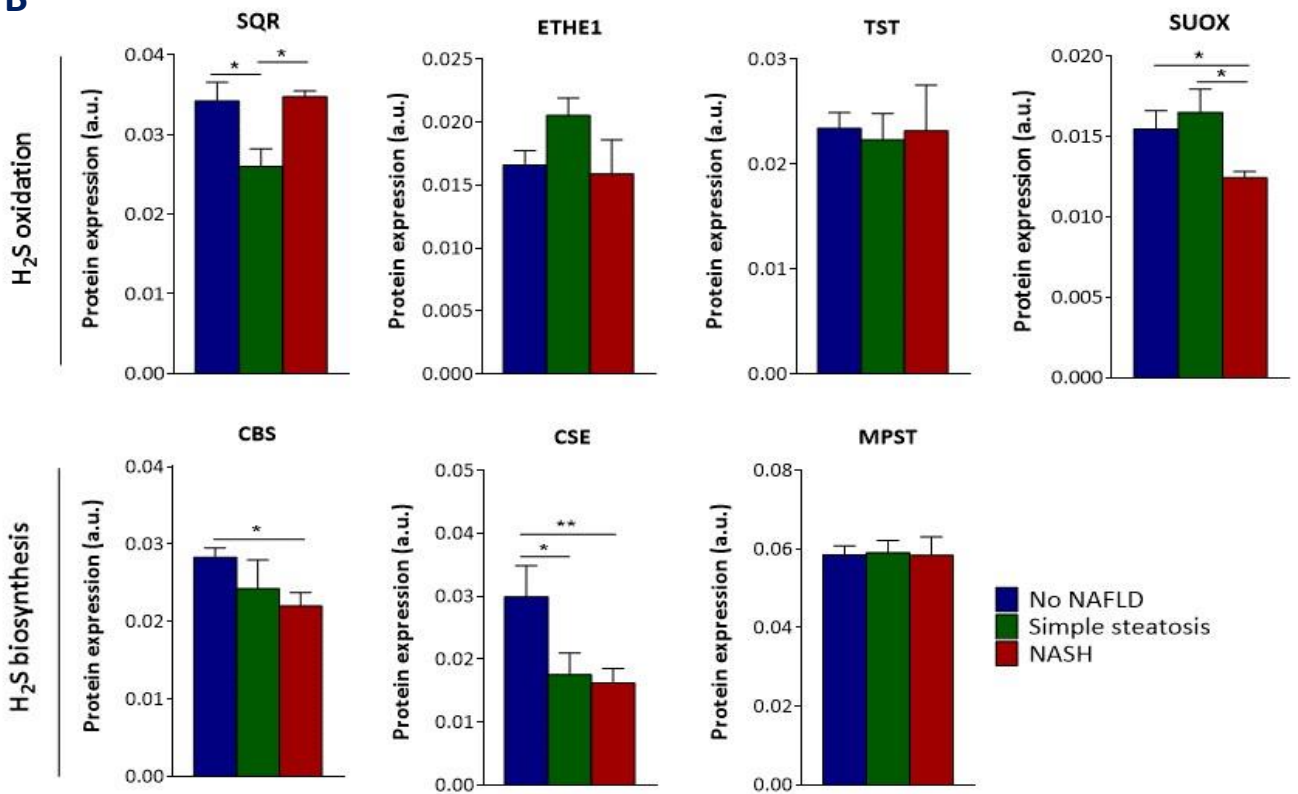 B
H₂S oxidation
SQR
Protein expression (a.u.)
0.04
0.03
0.02
0.01
0.00
*
*
ETHE1
Protein expression (a.u.)
0.025
0.020
0.015
0.010
0.005
0.000
TST
Protein expression (a.u.)
0.03
0.02
0.01
0.00
SUOX
Protein expression (a.u.)
0.020
0.015
0.010
0.005
0.000
*
*
H₂S biosynthesis
CBS
Protein expression (a.u.)
0.04
0.03
0.02
0.01
0.00
*
CSE
Protein expression (a.u.)
0.05
0.04
0.03
0.02
0.01
0.00
**
*
MPST
Protein expression (a.u.)
0.08
0.06
0.04
0.02
0.00
No NAFLD
Simple steatosis
NASH